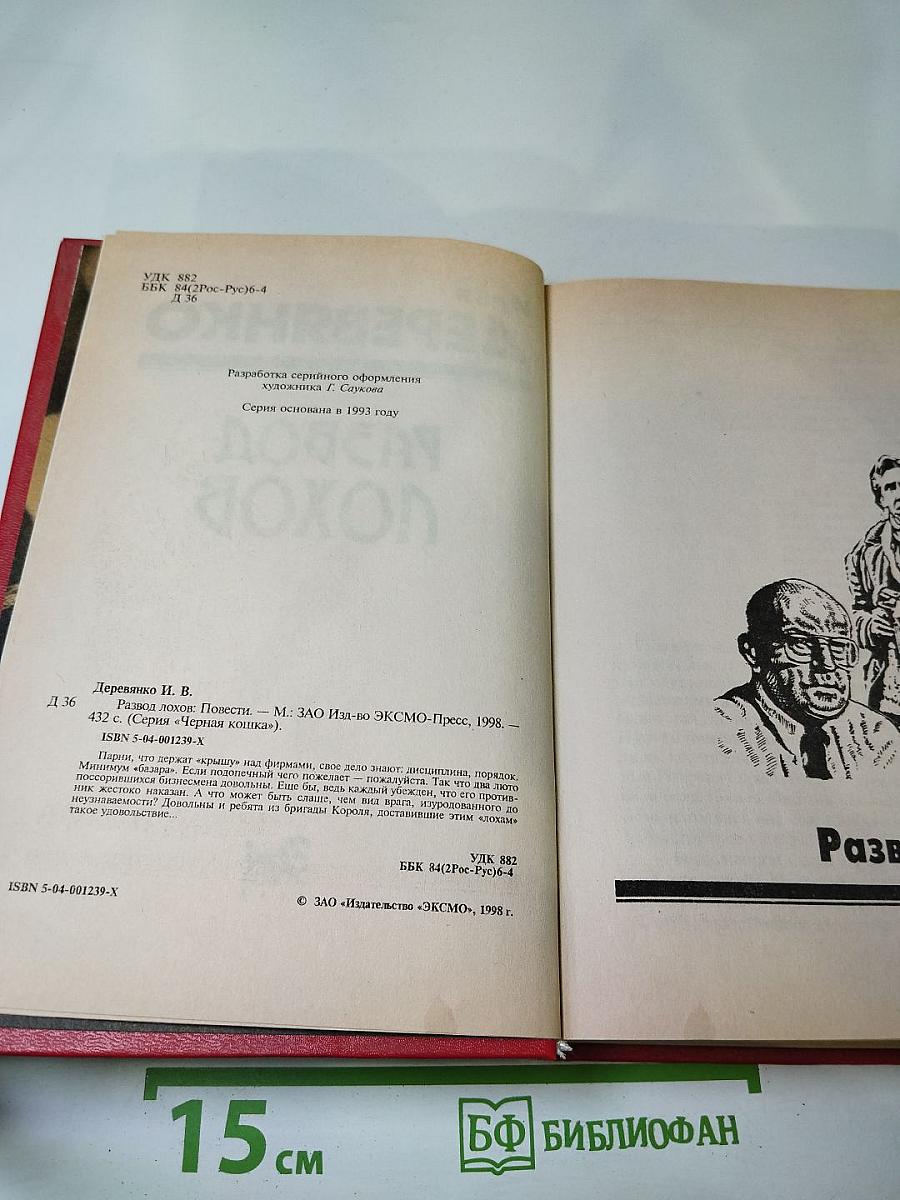 УДК 882
ББК 84(2Рос-Рус)6-4
Д 36
ДЕРЕВЯНКО
РАЗВОД
ЛОХОВ
Разработка серийного оформления
художника Г. Саукова
Серия основана в 1993 году
Деревянко И. В.
Д 36 Развод лохов: Повести. — М.: ЗАО Изд-во ЭКСМО-Пресс, 1998. —
432 с. (Серия «Черная кошка»).
ISBN 5-04-001239-X
Парни, что держат «крышу» над фирмами, свое дело знают: дисциплина, порядок.
Минимум «базара». Если подопечный чего пожелает — пожалуйста. Так что два люто
поссорившихся бизнесмена довольны. Еще бы, ведь каждый убежден, что его против-
ник жестоко наказан. А что может быть слаще, чем вид врага, изуродованного до
неузнаваемости? Довольны и ребята из бригады Короля, доставившие этим «лохам»
такое удовольствие...
УДК 882
ББК 84(2Рос-Рус)6-4
ISBN 5-04-001239-X
© ЗАО «Издательство «ЭКСМО», 1998 г.
Разв
15 см
БФ БИБЛИОФАН